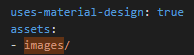 uses-material-design: true
assets:
- images/